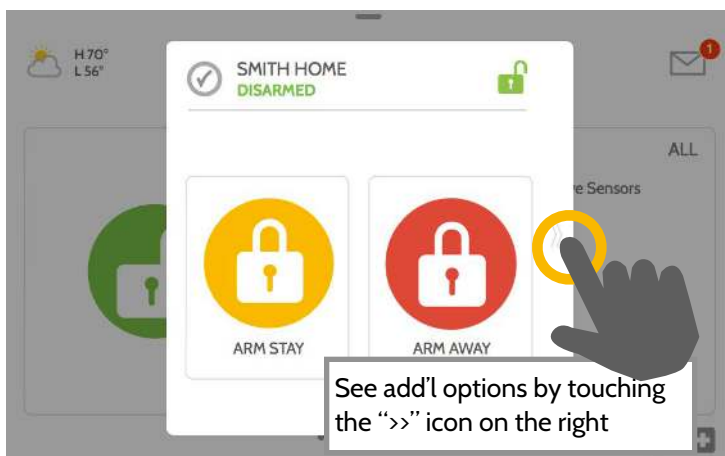 H 70°
L 56°
SMITH HOME
DISARMED
1
ALL
e Sensors
ARM STAY
ARM AWAY
See add’l options by touching
the “>>” icon on the right